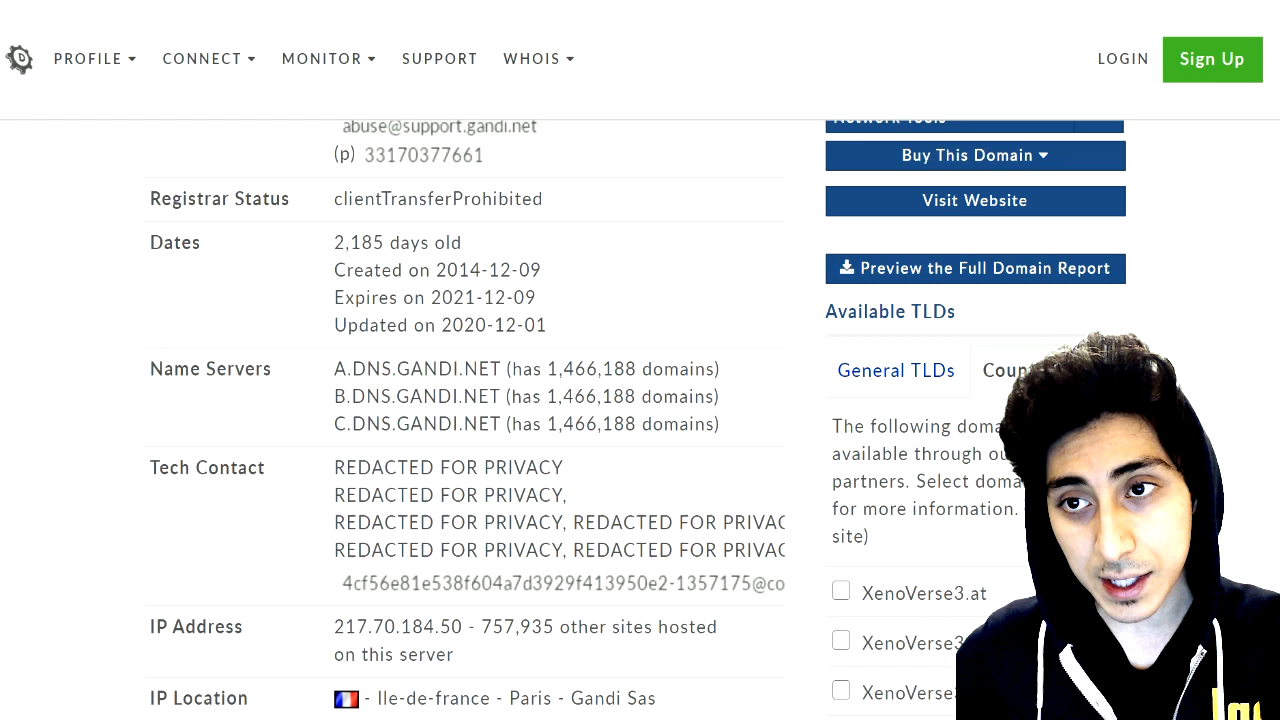 PROFILE CONNECT MONITOR SUPPORT WHOIS LOGIN Sign Up
abuse@support.gandi.net
(p) 33170377661
Registrar Status clientTransferProhibited
Dates 2,185 days old
Created on 2014-12-09
Expires on 2021-12-09
Updated on 2020-12-01
Name Servers A.DNS.GANDI.NET (has 1,466,188 domains)
B.DNS.GANDI.NET (has 1,466,188 domains)
C.DNS.GANDI.NET (has 1,466,188 domains)
Tech Contact REDACTED FOR PRIVACY
REDACTED FOR PRIVACY,
REDACTED FOR PRIVACY, REDACTED FOR PRIVAC
REDACTED FOR PRIVACY, REDACTED FOR PRIVAC
4cf56e81e538f604a7d3929f413950e2-1357175@co
IP Address 217.70.184.50 - 757,935 other sites hosted
on this server
IP Location - Ile-de-france - Paris - Gandi Sas
Network Tools
Buy This Domain
Visit Website
Preview the Full Domain Report
Available TLDs
General TLDs Coun
The following doma
available through ou
partners. Select doma
for more information.
site)
XenoVerse3.at
XenoVerse3
XenoVerse